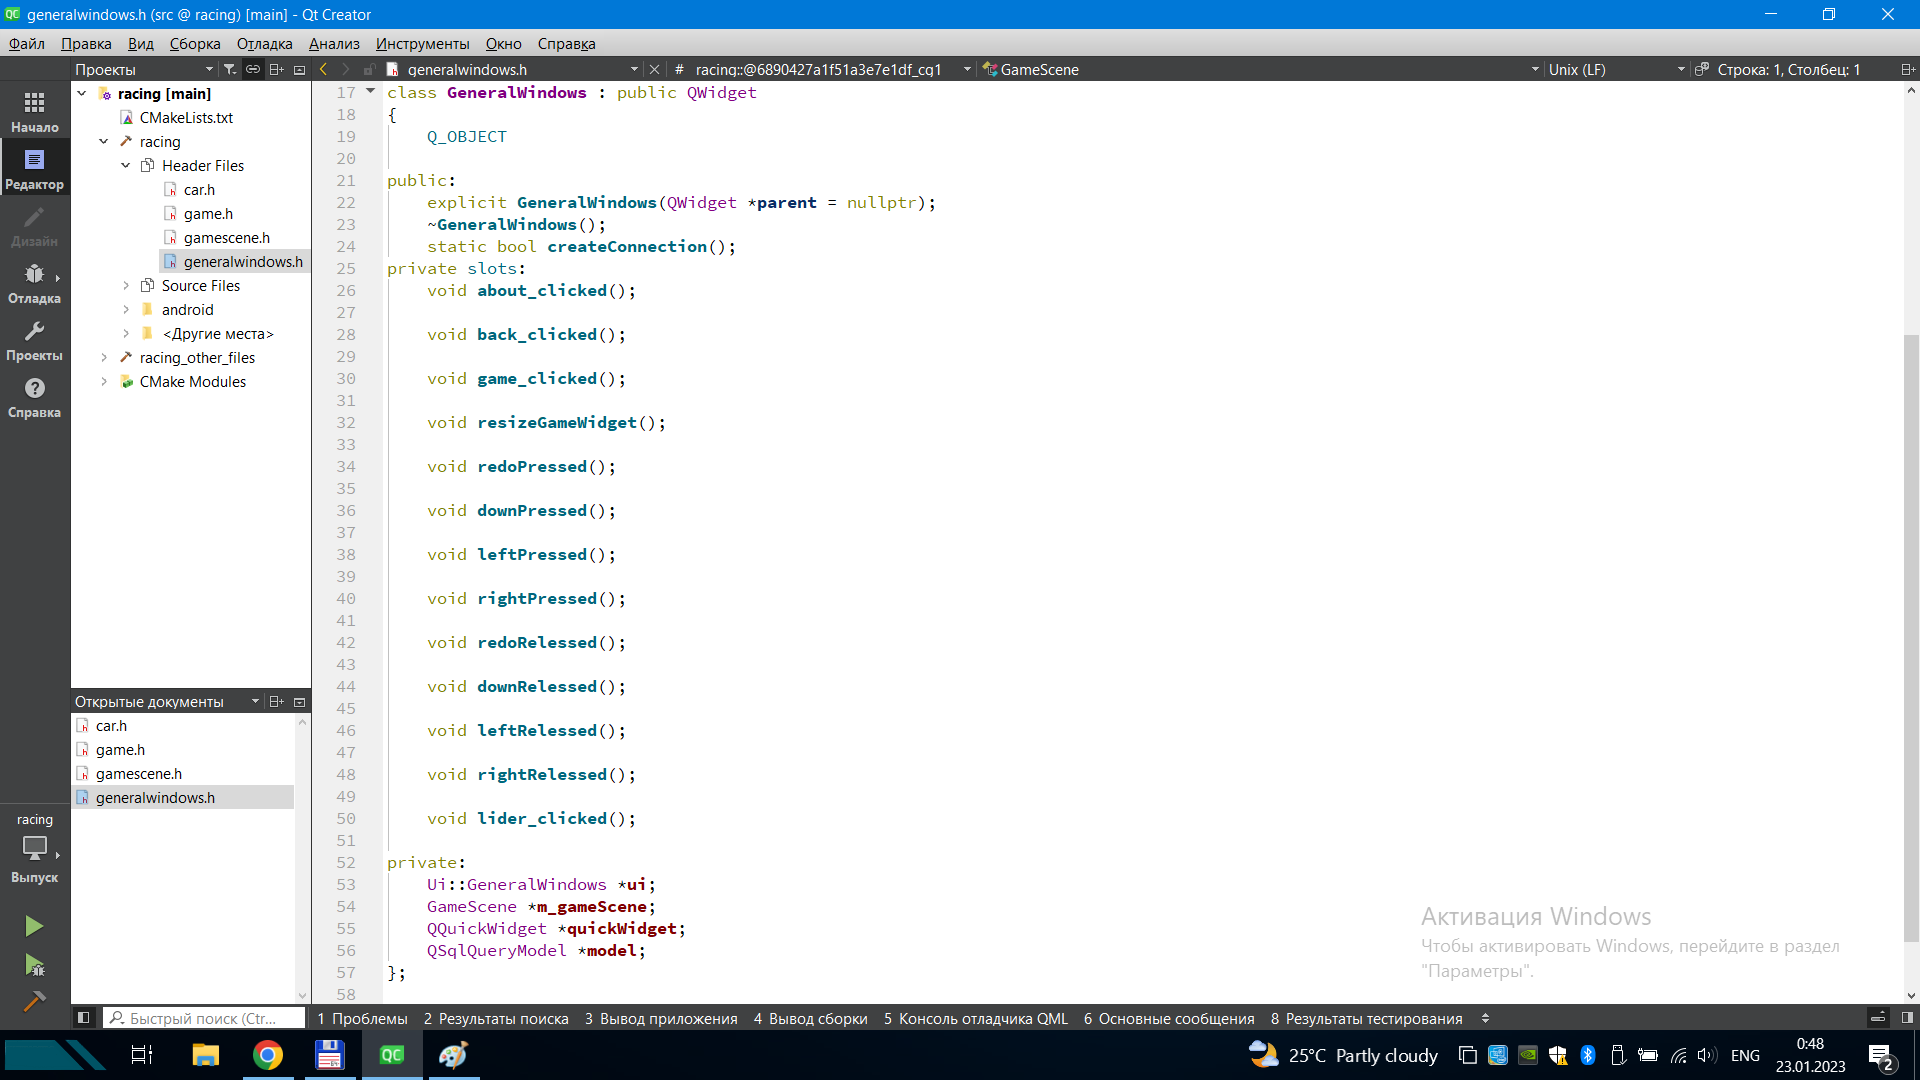 generalwindows.h (src @ racing) [main] - Qt Creator
Файл Правка Вид Сборка Отладка Анализ Инструменты Окно Справка
Проекты
generalwindows.h
# racing::@6890427a1f51a3e7e1df_cq1
GameScene
Unix (LF)
Строка: 1, Столбец: 1
Начало
Редактор
Дизайн
Отладка
Проекты
Справка
racing
Выпуск
racing [main]
CMakeLists.txt
racing
Header Files
car.h
game.h
gamescene.h
generalwindows.h
Source Files
android
<Другие места>
racing_other_files
CMake Modules
Открытые документы
car.h
game.h
gamescene.h
generalwindows.h
17 class GeneralWindows : public QWidget
18 {
19 Q_OBJECT
20
21 public:
22 explicit GeneralWindows(QWidget *parent = nullptr);
23 ~GeneralWindows();
24 static bool createConnection();
25 private slots:
26 void about_clicked();
27
28 void back_clicked();
29
30 void game_clicked();
31
32 void resizeGameWidget();
33
34 void redoPressed();
35
36 void downPressed();
37
38 void leftPressed();
39
40 void rightPressed();
41
42 void redoRelessed();
43
44 void downRelessed();
45
46 void leftRelessed();
47
48 void rightRelessed();
49
50 void lider_clicked();
51
52 private:
53 Ui::GeneralWindows *ui;
54 GameScene *m_gameScene;
55 QQuickWidget *quickWidget;
56 QSqlQueryModel *model;
57 };
58
Активация Windows
Чтобы активировать Windows, перейдите в раздел
"Параметры".
Быстрый поиск (Ctr...
1 Проблемы 2 Результаты поиска 3 Вывод приложения 4 Вывод сборки 5 Консоль отладчика QML 6 Основные сообщения 8 Результаты тестирования
QC
25°C Partly cloudy
ENG
0:48
23.01.2023
2